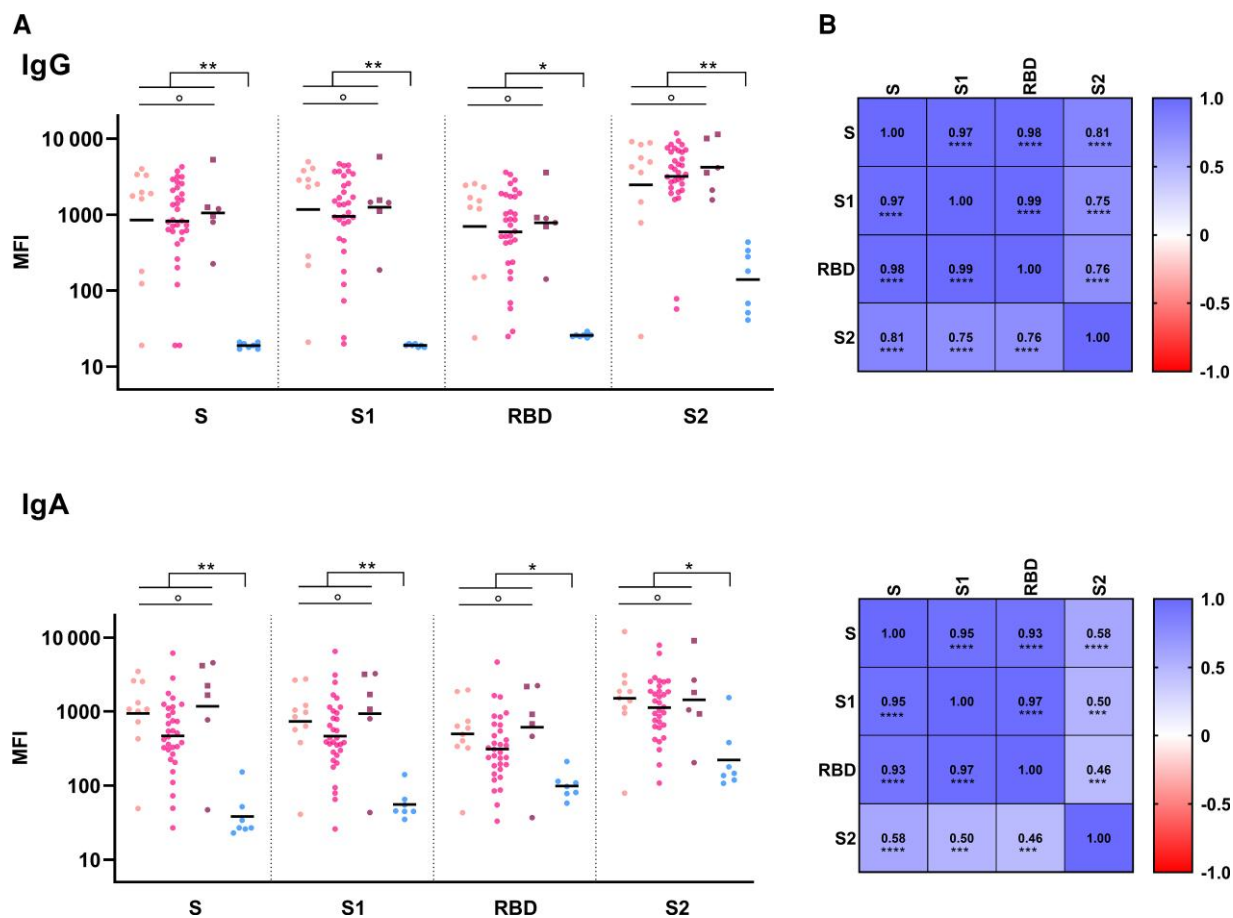 A
B
IgG
** ** * **
° ° ° °
10 000
1000
100
10
MFI
S S1 RBD S2
S S1 RBD S2
S 1.00 0.97 0.98 0.81
**** **** ****
S1 0.97 1.00 0.99 0.75
**** **** ****
RBD 0.98 0.99 1.00 0.76
**** **** ****
S2 0.81 0.75 0.76 1.00
**** **** ****
1.0
0.5
0
-0.5
-1.0
IgA
** ** * *
° ° ° °
10 000
1000
100
10
MFI
S S1 RBD S2
S S1 RBD S2
S 1.00 0.95 0.93 0.58
**** **** ****
S1 0.95 1.00 0.97 0.50
**** **** ***
RBD 0.93 0.97 1.00 0.46
**** **** ***
S2 0.58 0.50 0.46 1.00
**** *** ***
1.0
0.5
0
-0.5
-1.0